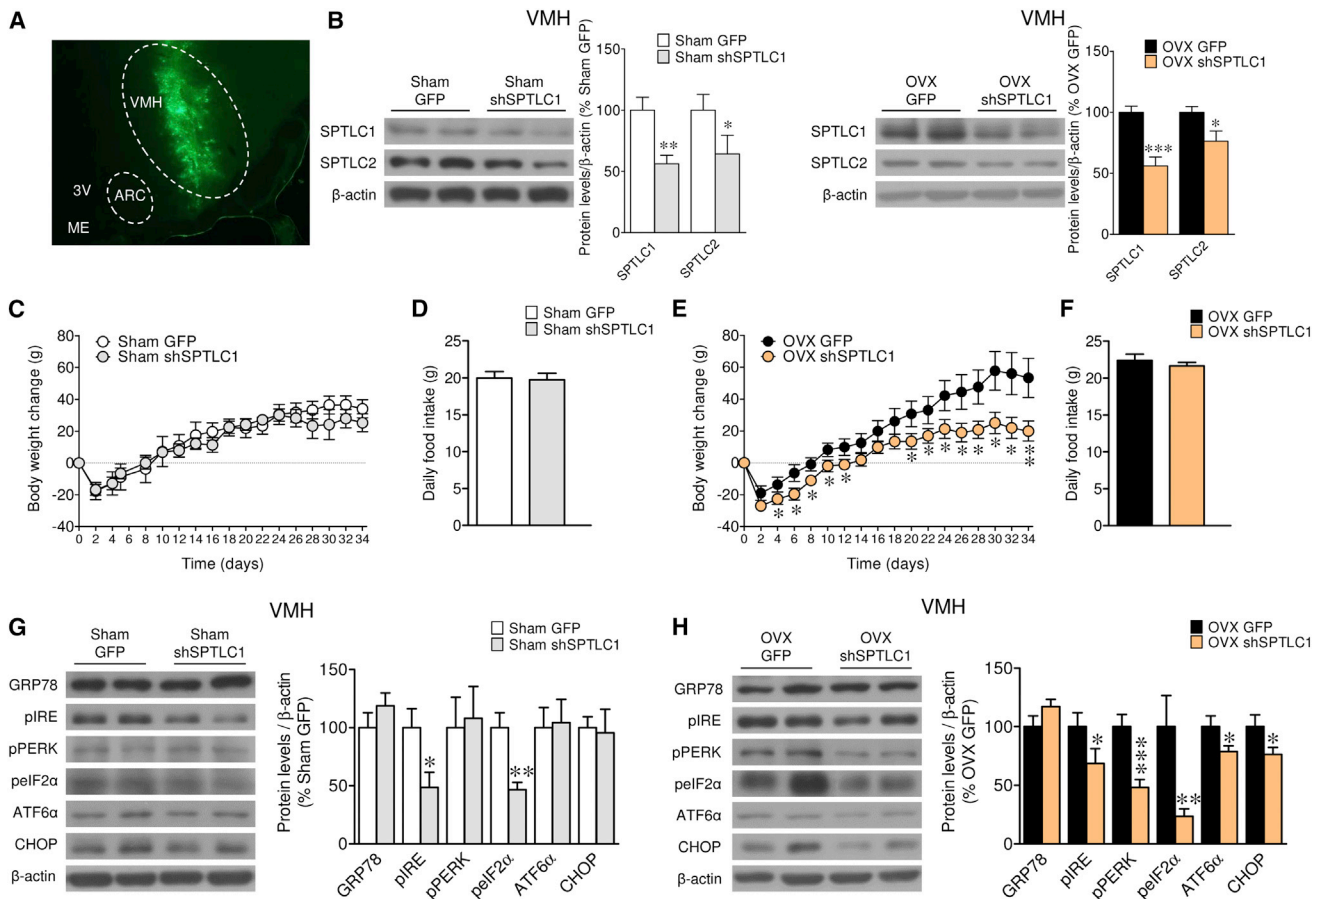 A
VMH
ARC
3V
ME
B
VMH
Sham GFP
Sham shSPTLC1
Sham
GFP
Sham
shSPTLC1
SPTLC1
SPTLC2
β-actin
Protein levels/β-actin (% Sham GFP)
150
100
50
0
**
*
SPTLC1
SPTLC2
VMH
OVX GFP
OVX shSPTLC1
OVX
GFP
OVX
shSPTLC1
SPTLC1
SPTLC2
β-actin
Protein levels/β-actin (% OVX GFP)
150
100
50
0
***
*
SPTLC1
SPTLC2
C
Sham GFP
Sham shSPTLC1
Body weight change (g)
80
60
40
20
0
-20
-40
0 2 4 6 8 10 12 14 16 18 20 22 24 26 28 30 32 34
Time (days)
D
Sham GFP
Sham shSPTLC1
Daily food intake (g)
25
20
15
10
5
0
E
OVX GFP
OVX shSPTLC1
Body weight change (g)
80
60
40
20
0
-20
-40
* * * * * * * * * * * * * *
0 2 4 6 8 10 12 14 16 18 20 22 24 26 28 30 32 34
Time (days)
F
OVX GFP
OVX shSPTLC1
Daily food intake (g)
25
20
15
10
5
0
G
VMH
Sham
GFP
Sham
shSPTLC1
GRP78
pIRE
pPERK
peIF2α
ATF6α
CHOP
β-actin
Sham GFP
Sham shSPTLC1
Protein levels / β-actin
(% Sham GFP)
150
100
50
0
*
**
GRP78
pIRE
pPERK
peIF2α
ATF6α
CHOP
H
VMH
OVX
GFP
OVX
shSPTLC1
GRP78
pIRE
pPERK
peIF2α
ATF6α
CHOP
β-actin
OVX GFP
OVX shSPTLC1
Protein levels / β-actin
(% OVX GFP)
150
100
50
0
*
***
**
*
*
GRP78
pIRE
pPERK
peIF2α
ATF6α
CHOP